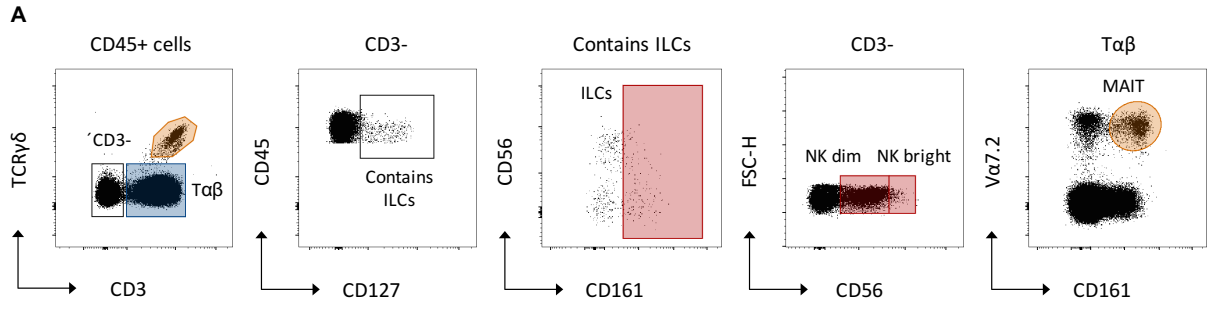 A
CD45+ cells
CD3-
Contains ILCs
CD3-
Tαβ
TCRγδ
´CD3-
Tαβ
CD3
CD45
Contains
ILCs
CD127
CD56
ILCs
CD161
FSC-H
NK dim
NK bright
CD56
Vα7.2
MAIT
CD161